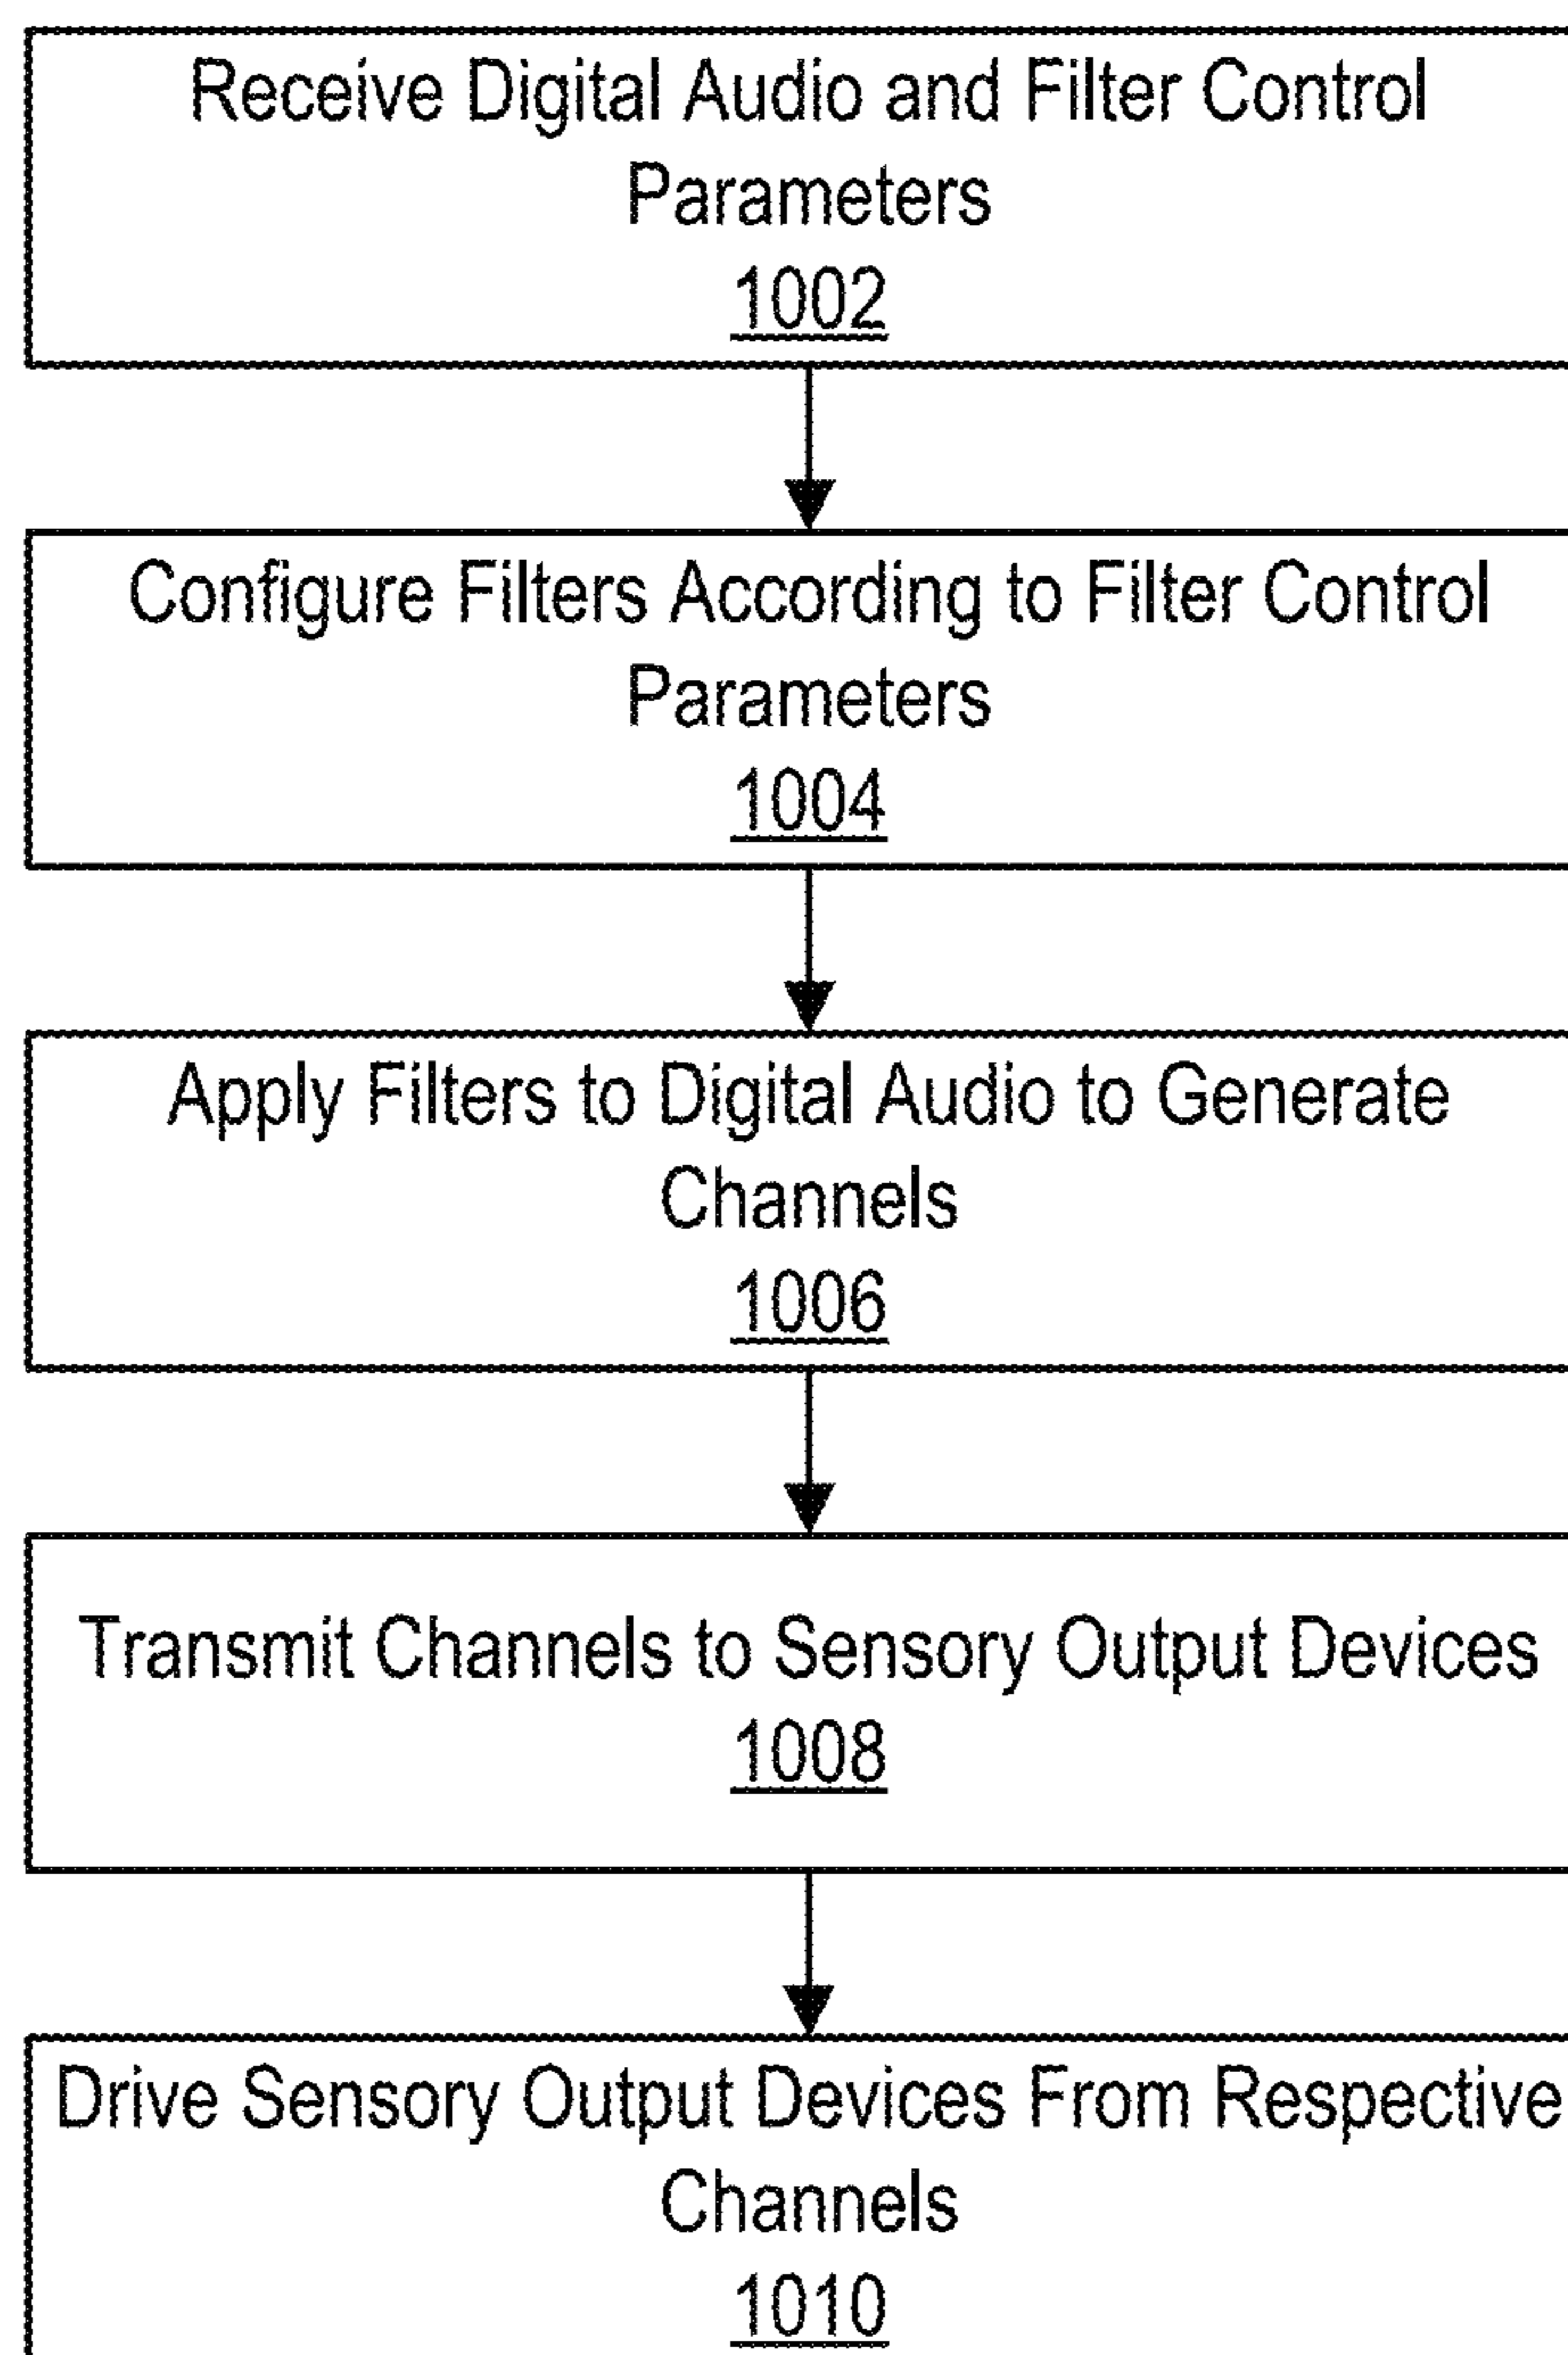 Receive Digital Audio and Filter Control
Parameters
1002
Configure Filters According to Filter Control
Parameters
1004
Apply Filters to Digital Audio to Generate
Channels
1006
Transmit Channels to Sensory Output Devices
1008
Drive Sensory Output Devices From Respective
Channels
1010